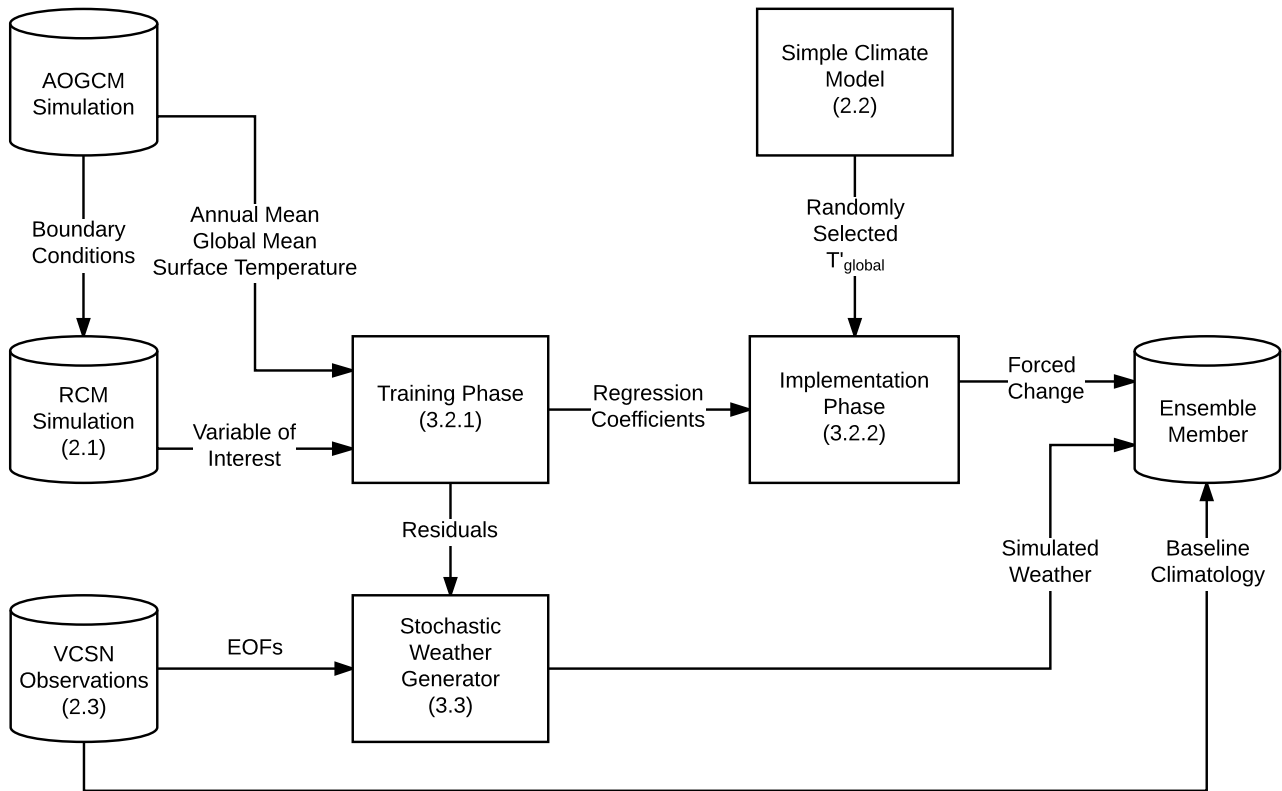 AOGCM
Simulation
Simple Climate
Model
(2.2)
Boundary
Conditions
Annual Mean
Global Mean
Surface Temperature
Randomly
Selected
T'global
RCM
Simulation
(2.1)
Variable of
Interest
Training Phase
(3.2.1)
Regression
Coefficients
Implementation
Phase
(3.2.2)
Forced
Change
Ensemble
Member
Residuals
Simulated
Weather
Baseline
Climatology
VCSN
Observations
(2.3)
EOFs
Stochastic
Weather
Generator
(3.3)